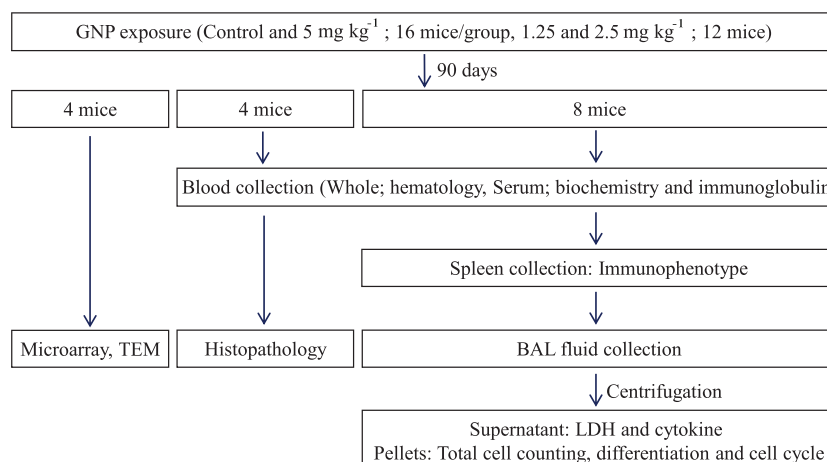 GNP exposure (Control and 5 mg kg⁻¹ ; 16 mice/group, 1.25 and 2.5 mg kg⁻¹ ; 12 mice)
90 days
4 mice
4 mice
8 mice
Blood collection (Whole; hematology, Serum; biochemistry and immunoglobulin
Spleen collection: Immunophenotype
Microarray, TEM
Histopathology
BAL fluid collection
Centrifugation
Supernatant: LDH and cytokine
Pellets: Total cell counting, differentiation and cell cycle